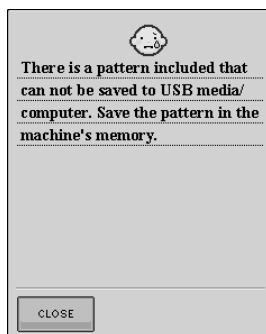 There is a pattern included that
can not be saved to USB media/
computer. Save the pattern in the
machine's memory.
CLOSE